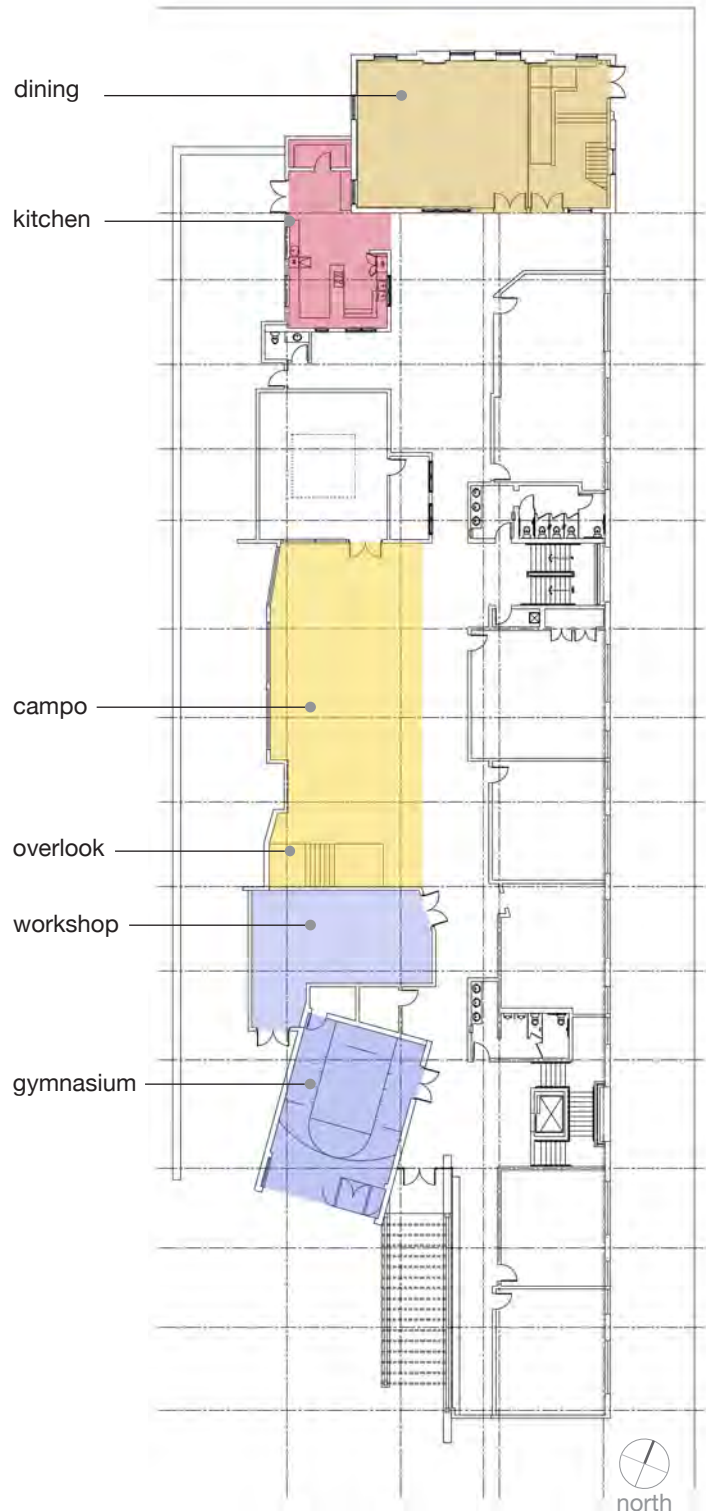 dining
kitchen
campo
overlook
workshop
gymnasium
north